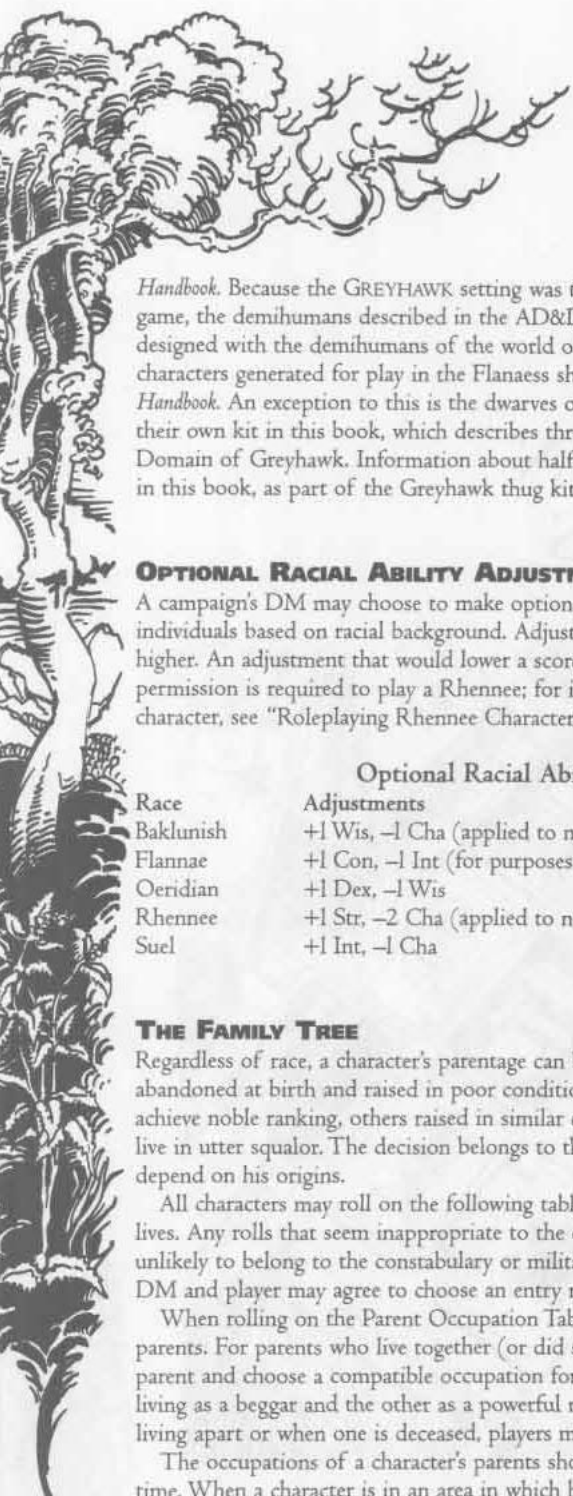 Handbook. Because the GREYHAWK setting was t
game, the demihumans described in the AD&D
designed with the demihumans of the world o
characters generated for play in the Flanaess sh
Handbook. An exception to this is the dwarves o
their own kit in this book, which describes thr
Domain of Greyhawk. Information about half
in this book, as part of the Greyhawk thug kit
OPTIONAL RACIAL ABILITY ADJUSTM
A campaign's DM may choose to make option
individuals based on racial background. Adjust
higher. An adjustment that would lower a score
permission is required to play a Rhennee; for i
character, see "Roleplaying Rhennee Character
Optional Racial Abi
Race Adjustments
Baklunish +1 Wis, –1 Cha (applied to n
Flannae +1 Con, –1 Int (for purposes
Oeridian +1 Dex, –1 Wis
Rhennee +1 Str, –2 Cha (applied to n
Suel +1 Int, –1 Cha
THE FAMILY TREE
Regardless of race, a character's parentage can
abandoned at birth and raised in poor condition
achieve noble ranking, others raised in similar
live in utter squalor. The decision belongs to th
depend on his origins.
All characters may roll on the following tabl
lives. Any rolls that seem inappropriate to the
unlikely to belong to the constabulary or milit
DM and player may agree to choose an entry r
When rolling on the Parent Occupation Tab
parents. For parents who live together (or did s
parent and choose a compatible occupation for
living as a beggar and the other as a powerful r
living apart or when one is deceased, players m
The occupations of a character's parents sho
time. When a character is in an area in which h